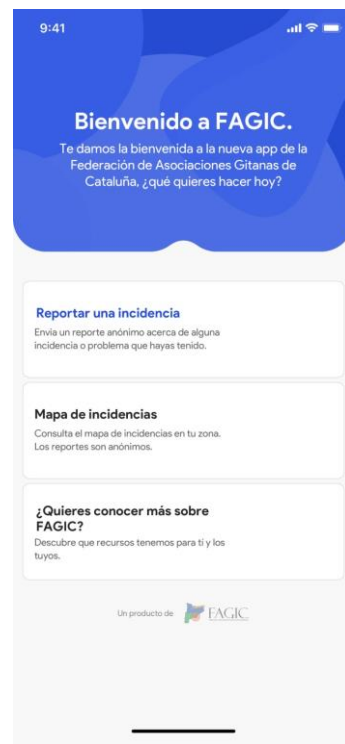 9:41
Bienvenido a FAGIC.
Te damos la bienvenida a la nueva app de la
Federación de Asociaciones Gitanas de
Cataluña, ¿qué quieres hacer hoy?
Reportar una incidencia
Envia un reporte anónimo acerca de alguna
incidencia o problema que hayas tenido.
Mapa de incidencias
Consulta el mapa de incidencias en tu zona.
Los reportes son anónimos.
¿Quieres conocer más sobre
FAGIC?
Descubre que recursos tenemos para tí y los
tuyos.
Un producto de FAGIC